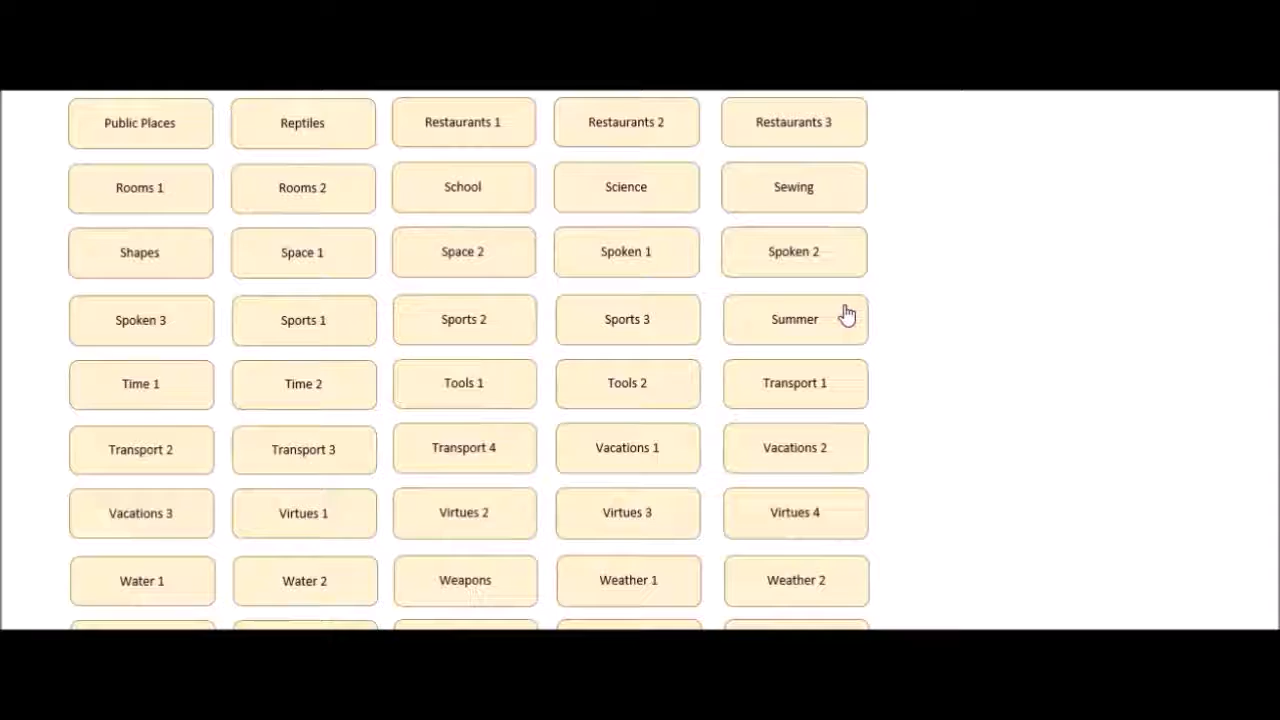 Public Places
Reptiles
Restaurants 1
Restaurants 2
Restaurants 3
Rooms 1
Rooms 2
School
Science
Sewing
Shapes
Space 1
Space 2
Spoken 1
Spoken 2
Spoken 3
Sports 1
Sports 2
Sports 3
Summer
Time 1
Time 2
Tools 1
Tools 2
Transport 1
Transport 2
Transport 3
Transport 4
Vacations 1
Vacations 2
Vacations 3
Virtues 1
Virtues 2
Virtues 3
Virtues 4
Water 1
Water 2
Weapons
Weather 1
Weather 2